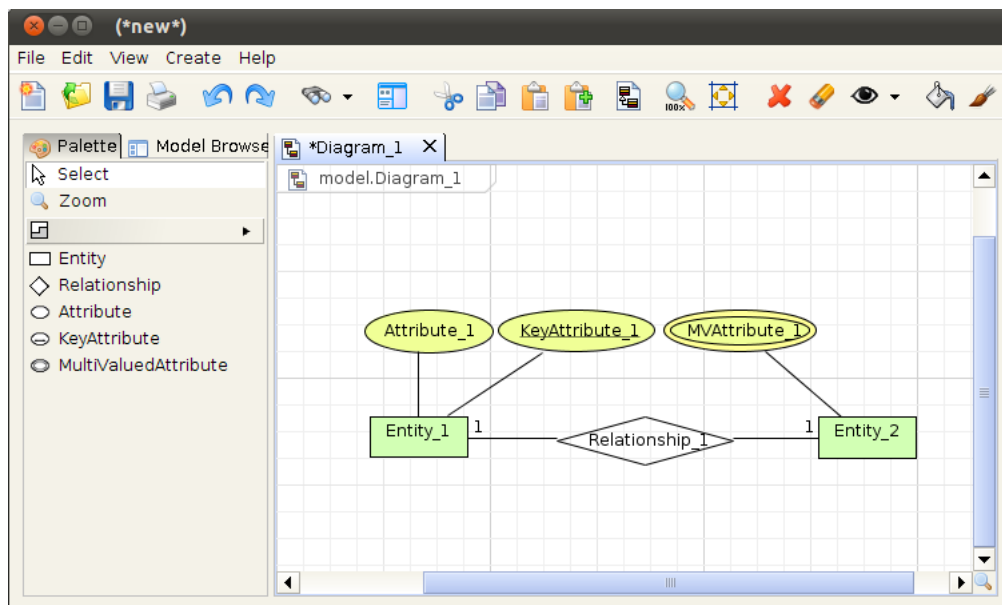 (*new*)
File Edit View Create Help
100%
Palette Model Browse
*Diagram_1 X
model.Diagram_1
Select
Zoom
Entity
Relationship
Attribute
KeyAttribute
MultiValuedAttribute
Attribute_1 KeyAttribute_1 MVAttribute_1
Entity_1 1 Relationship_1 1 Entity_2